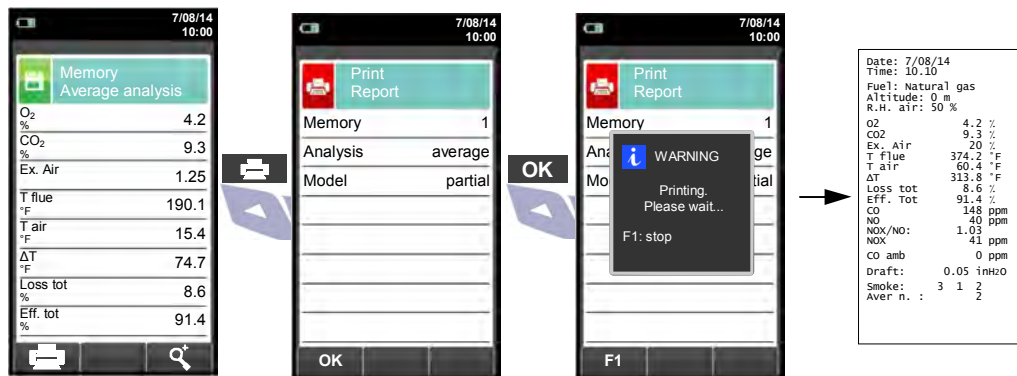 7/08/14
10:00
Memory
Average analysis
O2
%
4.2
CO2
%
9.3
Ex. Air
1.25
T flue
°F
190.1
T air
°F
15.4
ΔT
°F
74.7
Loss tot
%
8.6
Eff. tot
%
91.4
7/08/14
10:00
Print
Report
Memory 1
Analysis average
Model partial
OK
OK
7/08/14
10:00
Print
Report
Memory 1
Ana ge
Mo tial
i WARNING
Printing.
Please wait...
F1: stop
F1
Date: 7/08/14
Time: 10.10
Fuel: Natural gas
Altitude: 0 m
R.H. air: 50 %
O2 4.2 %
CO2 9.3 %
Ex. Air 20 %
T flue 374.2 °F
T air 60.4 °F
ΔT 313.8 °F
Loss tot 8.6 %
Eff. Tot 91.4 %
CO 148 ppm
NO 40 ppm
NOX/NO: 1.03
NOX 41 ppm
CO amb 0 ppm
Draft: 0.05 inH2O
Smoke: 3 1 2
Aver n. : 2